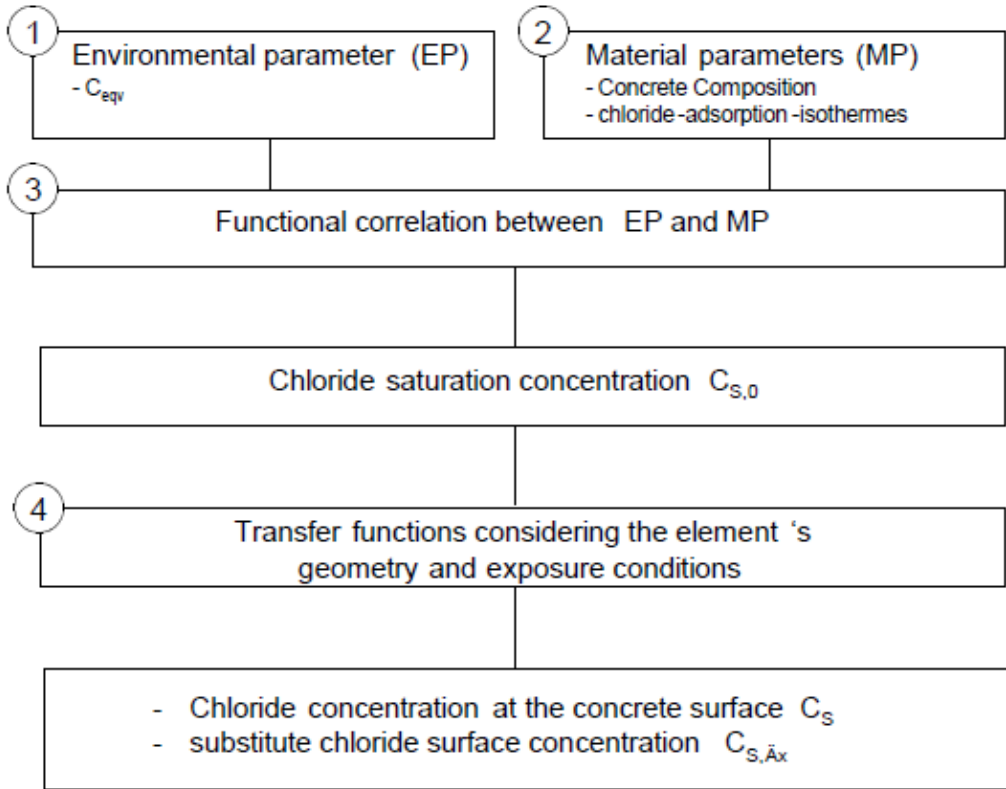 1
Environmental parameter (EP)
- Ceqv
2
Material parameters (MP)
- Concrete Composition
- chloride-adsorption-isothermes
3
Functional correlation between EP and MP
Chloride saturation concentration CS,0
4
Transfer functions considering the element ‘s
geometry and exposure conditions
- Chloride concentration at the concrete surface CS
- substitute chloride surface concentration CS,Äx